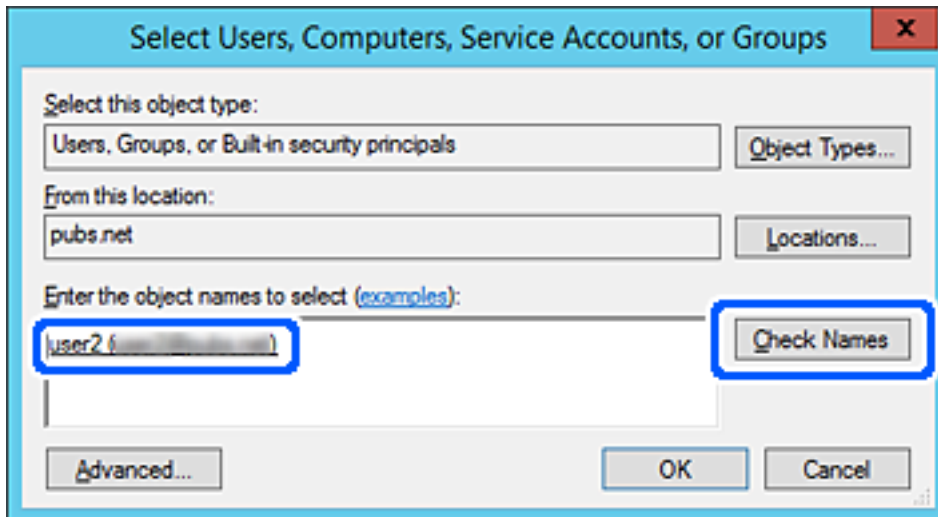 Select Users, Computers, Service Accounts, or Groups
x
Select this object type:
Users, Groups, or Built-in security principals
Object Types...
From this location:
pubs.net
Locations...
Enter the object names to select (examples):
user2 (
)
Check Names
Advanced...
OK
Cancel